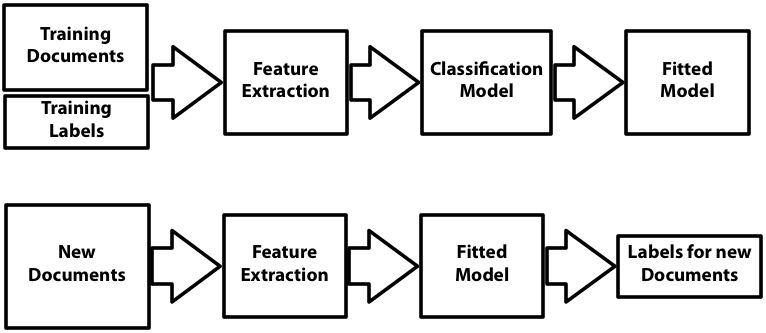 Training
Documents
Training
Labels
Feature
Extraction
Classification
Model
Fitted
Model
New
Documents
Feature
Extraction
Fitted
Model
Labels for new
Documents